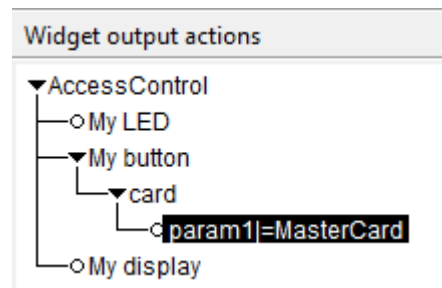 Widget output actions
AccessControl
My LED
My button
card
param1|=MasterCard
My display